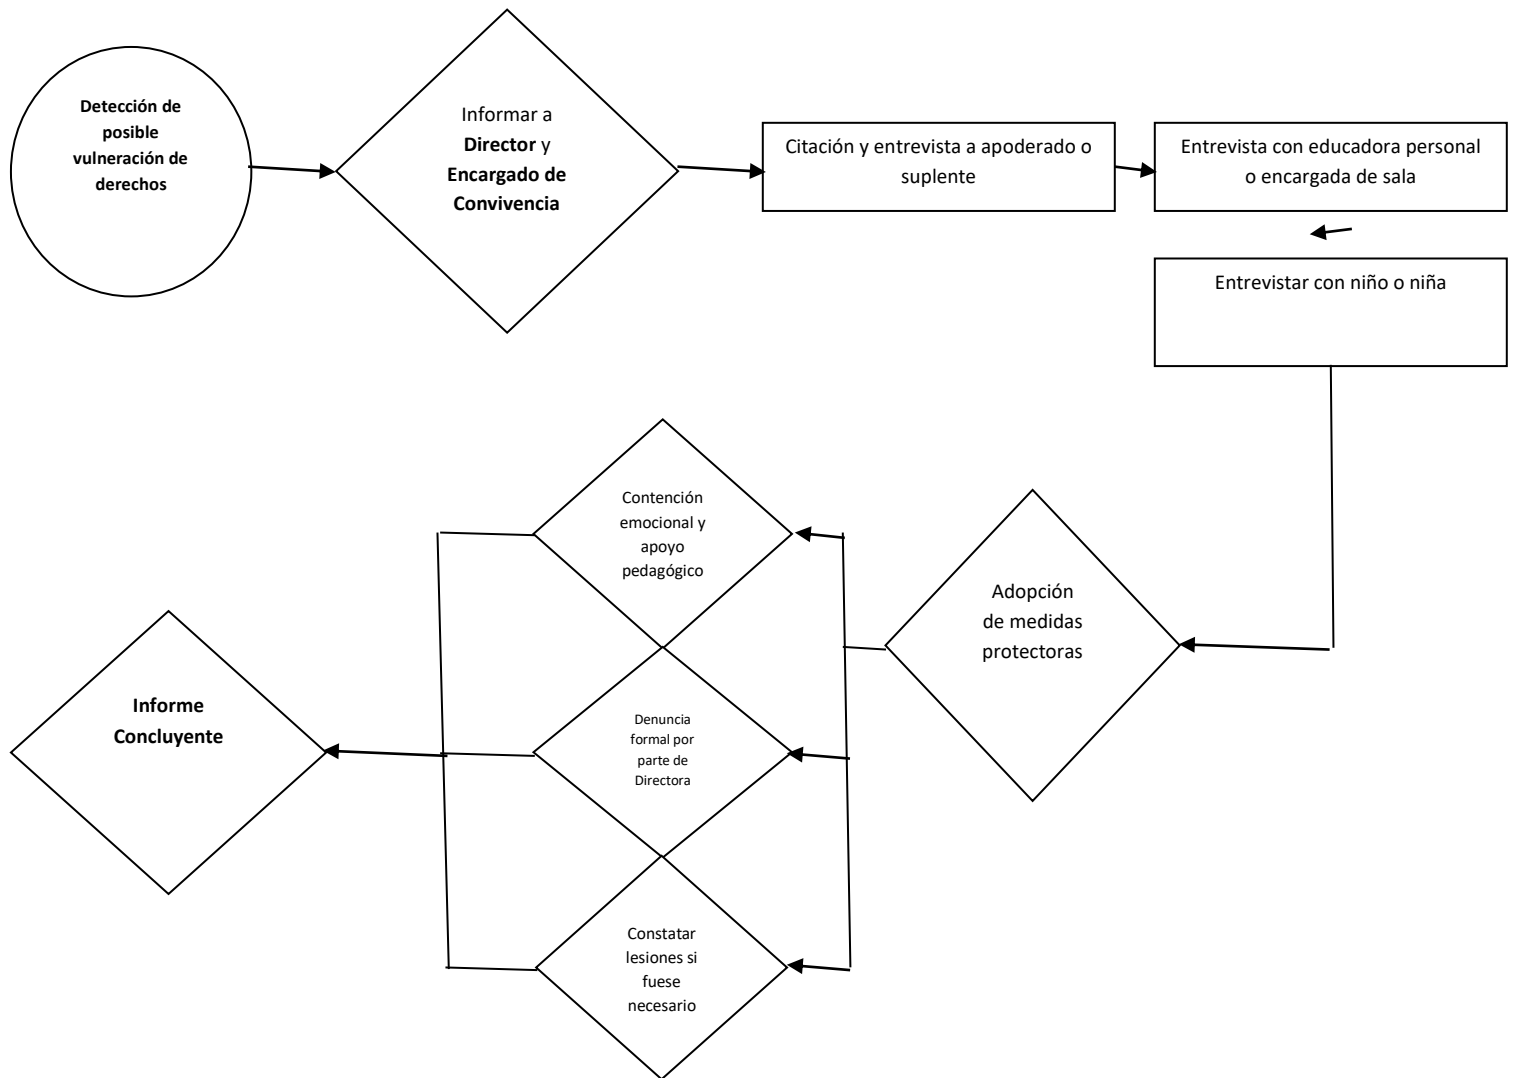 Detección de
posible
vulneración de
derechos
Informar a
Director y
Encargado de
Convivencia
Citación y entrevista a apoderado o
suplente
Entrevista con educadora personal
o encargada de sala
Entrevistar con niño o niña
Adopción
de medidas
protectoras
Contención
emocional y
apoyo
pedagógico
Denuncia
formal por
parte de
Directora
Constatar
lesiones si
fuese
necesario
Informe
Concluyente